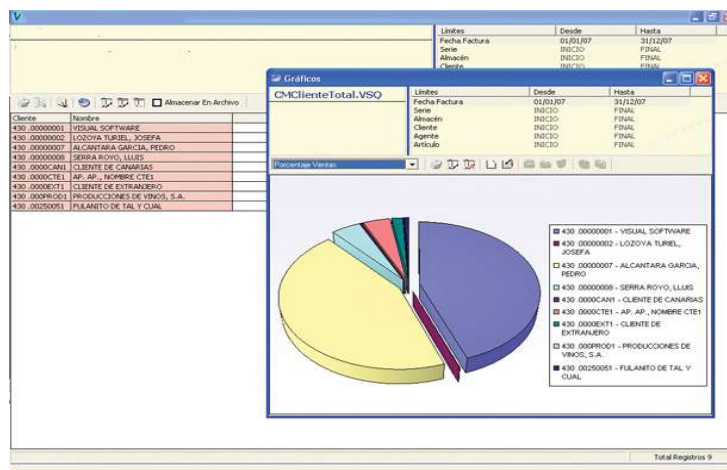 Límites Desde Hasta
Fecha Factura 01/01/07 31/12/07
Serie INICIO FINAL
Almacén INICIO FINAL
Cliente INICIO FINAL
Gráficos
CMClienteTotal.VSQ
Límites Desde Hasta
Fecha Factura 01/01/07 31/12/07
Serie INICIO FINAL
Almacén INICIO FINAL
Cliente INICIO FINAL
Agente INICIO FINAL
Artículo INICIO FINAL
Almacenar En Archivo
Porcentaje Ventas
Cliente Nombre
430 .00000001 VISUAL SOFTWARE
430 .00000002 LOZOYA TURIEL, JOSEFA
430 .00000007 ALCANTARA GARCIA, PEDRO
430 .00000008 SERRA ROYO, LLUIS
430 .0000CAN1 CLIENTE DE CANARIAS
430 .0000CTE1 AP. AP., NOMBRE CTE1
430 .0000EXT1 CLIENTE DE EXTRANJERO
430 .000PROD1 PRODUCCIONES DE VINOS, S.A.
430 .00250051 FULANITO DE TAL Y CUAL
430 .00000001 - VISUAL SOFTWARE
430 .00000002 - LOZOYA TURIEL,
JOSEFA
430 .00000007 - ALCANTARA GARCIA,
PEDRO
430 .00000008 - SERRA ROYO, LLUIS
430 .0000CAN1 - CLIENTE DE CANARIAS
430 .0000CTE1 - AP. AP., NOMBRE CTE1
430 .0000EXT1 - CLIENTE DE
EXTRANJERO
430 .000PROD1 - PRODUCCIONES DE
VINOS, S.A.
430 .00250051 - FULANITO DE TAL Y
CUAL
Total Registros 9